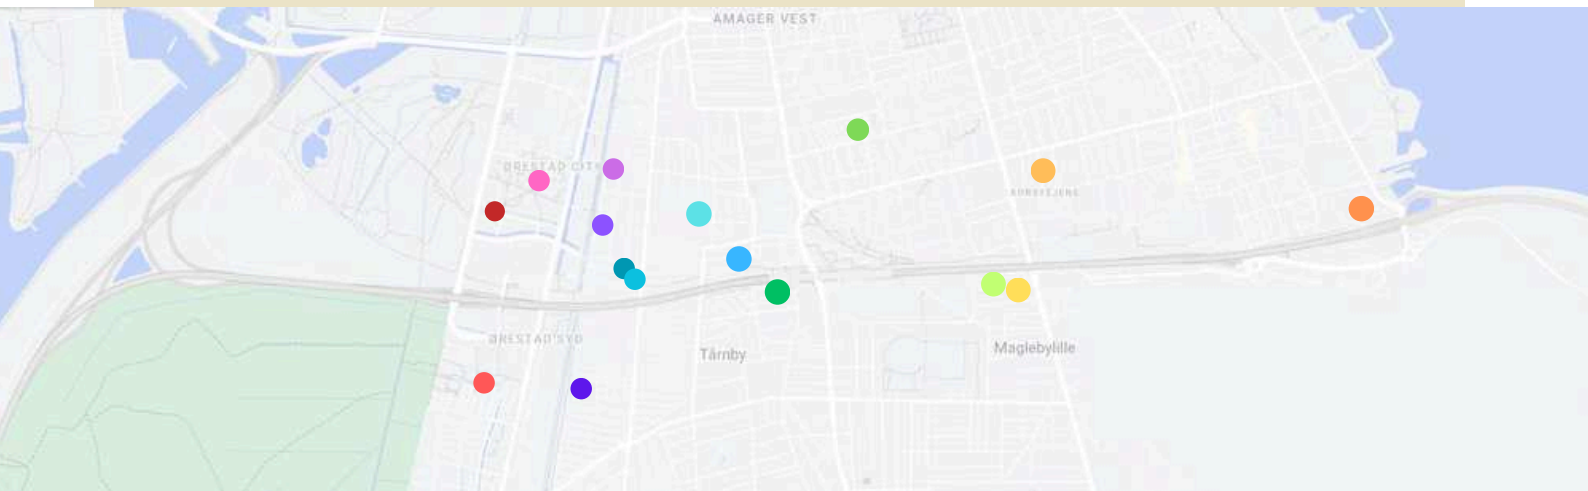 AMAGER VEST
ØRESTAD CITY
ØRESTAD SYD
Tårnby
Maglebylille